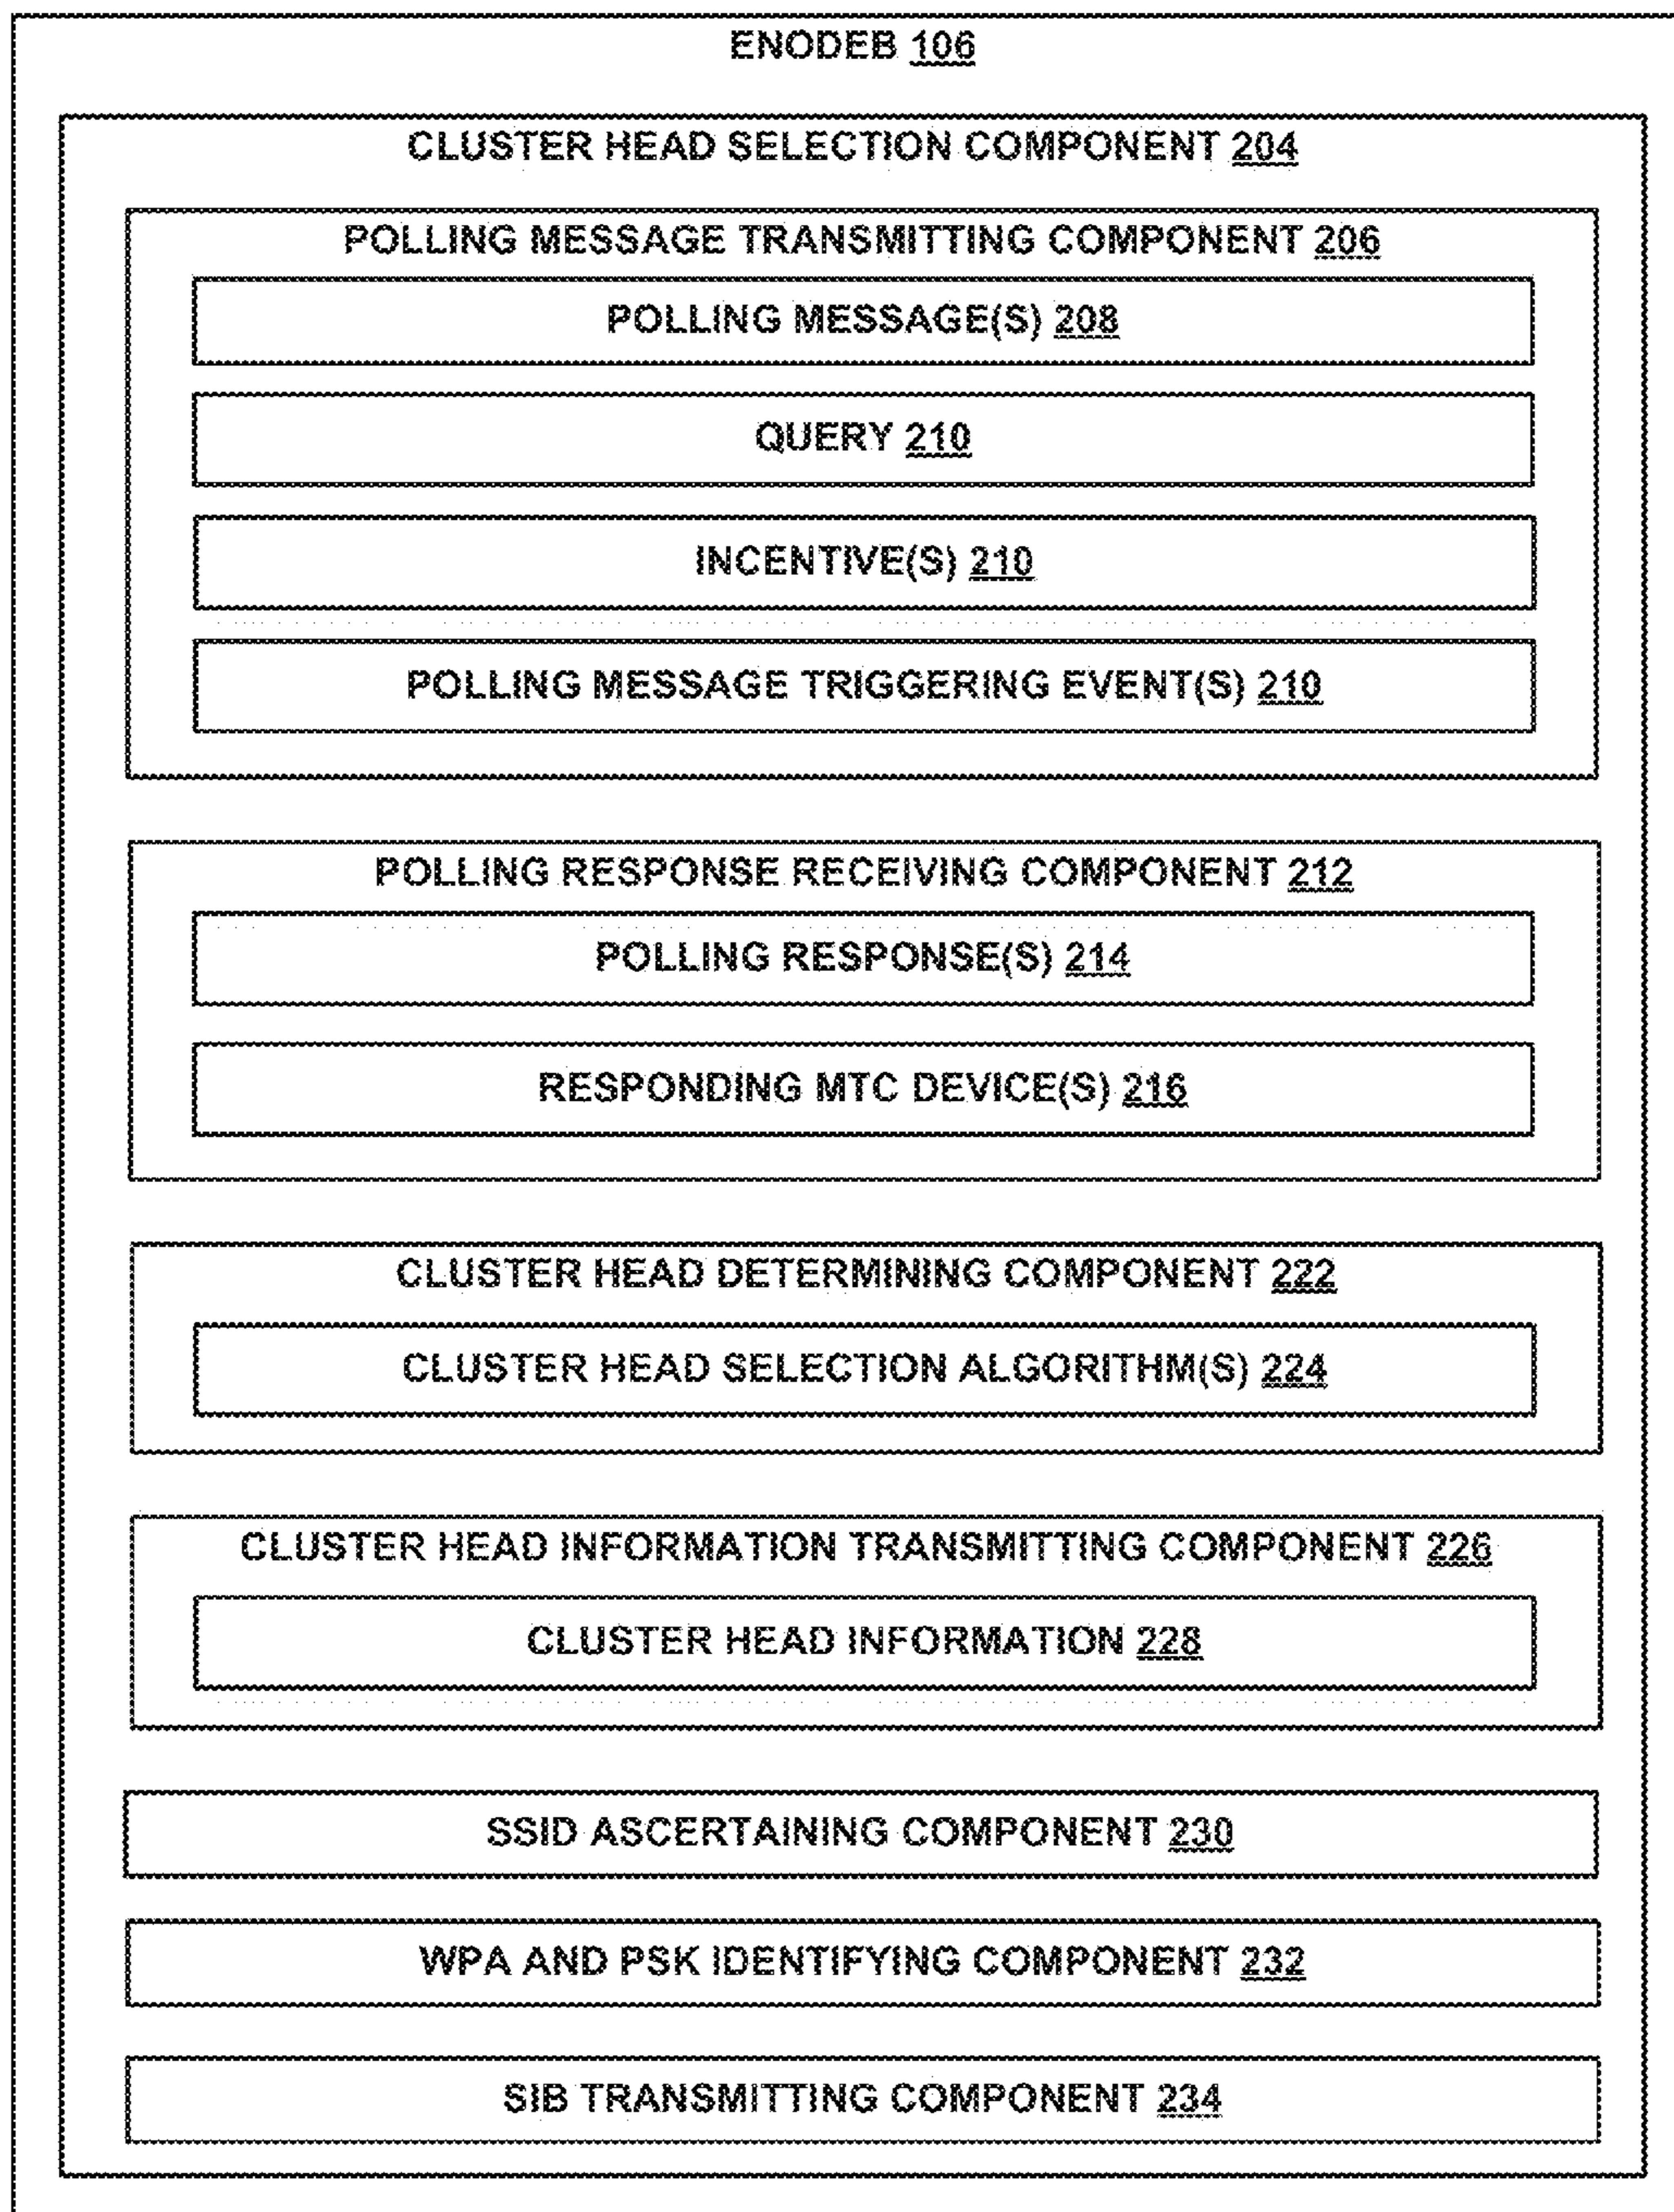 ENODEB 106
CLUSTER HEAD SELECTION COMPONENT 204
POLLING MESSAGE TRANSMITTING COMPONENT 206
POLLING MESSAGE(S) 208
QUERY 210
INCENTIVE(S) 210
POLLING MESSAGE TRIGGERING EVENT(S) 210
POLLING RESPONSE RECEIVING COMPONENT 212
POLLING RESPONSE(S) 214
RESPONDING MTC DEVICE(S) 216
CLUSTER HEAD DETERMINING COMPONENT 222
CLUSTER HEAD SELECTION ALGORITHM(S) 224
CLUSTER HEAD INFORMATION TRANSMITTING COMPONENT 226
CLUSTER HEAD INFORMATION 228
SSID ASCERTAINING COMPONENT 230
WPA AND PSK IDENTIFYING COMPONENT 232
SIB TRANSMITTING COMPONENT 234